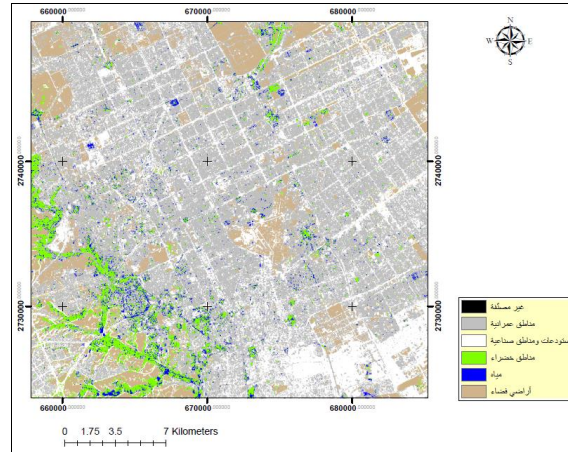 660000 670000 680000
N
W E
S
2740000 2740000
2730000 2730000
غير مصنفة
مناطق عمرانية
ستودعات ومناطق صناعية
مناطق خضراء
مياه
أراضي فضاء
660000 670000 680000
0 1.75 3.5 7 Kilometers